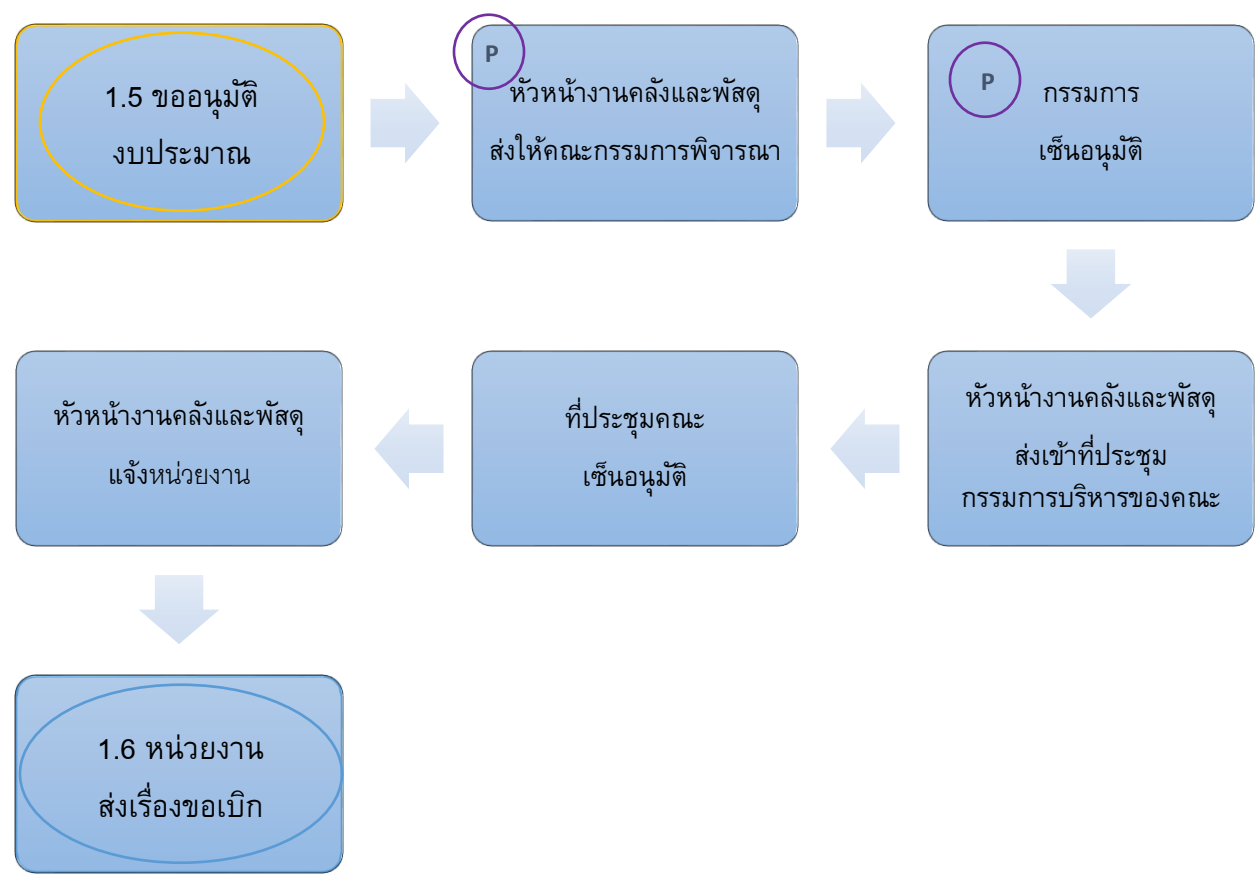 1.5 ขออนุมัติ
งบประมาณ
P
หัวหน้างานคลังและพัสดุ
ส่งให้คณะกรรมการพิจารณา
P
กรรมการ
เซ็นอนุมัติ
หัวหน้างานคลังและพัสดุ
ส่งเข้าที่ประชุม
กรรมการบริหารของคณะ
ที่ประชุมคณะ
เซ็นอนุมัติ
หัวหน้างานคลังและพัสดุ
แจ้งหน่วยงาน
1.6 หน่วยงาน
ส่งเรื่องขอเบิก